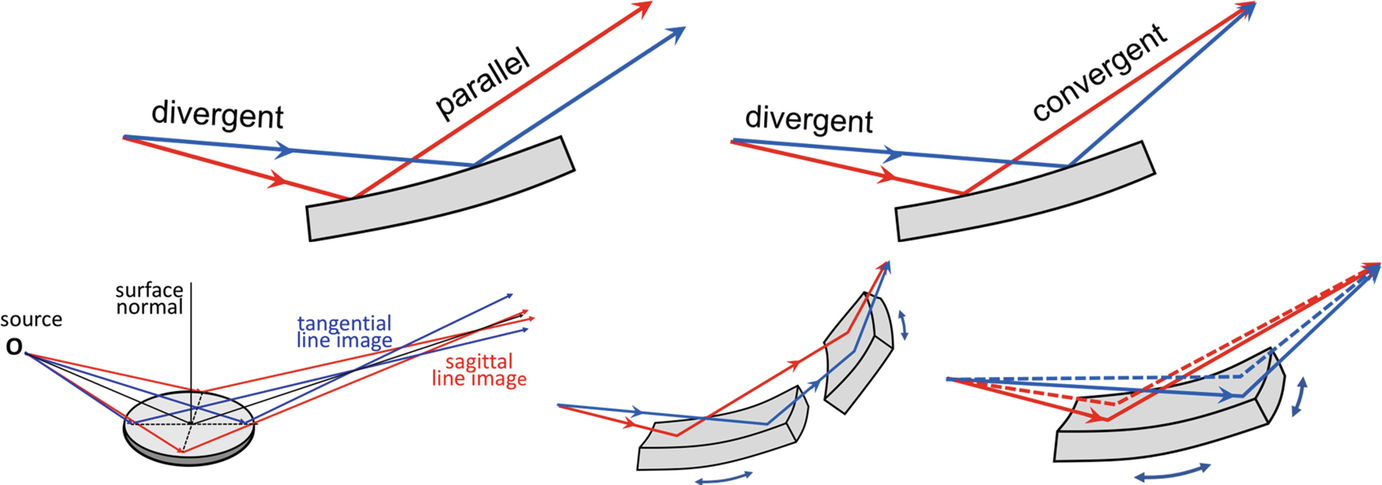 divergent
parallel
divergent
convergent
source
O
surface
normal
tangential
line image
sagittal
line image